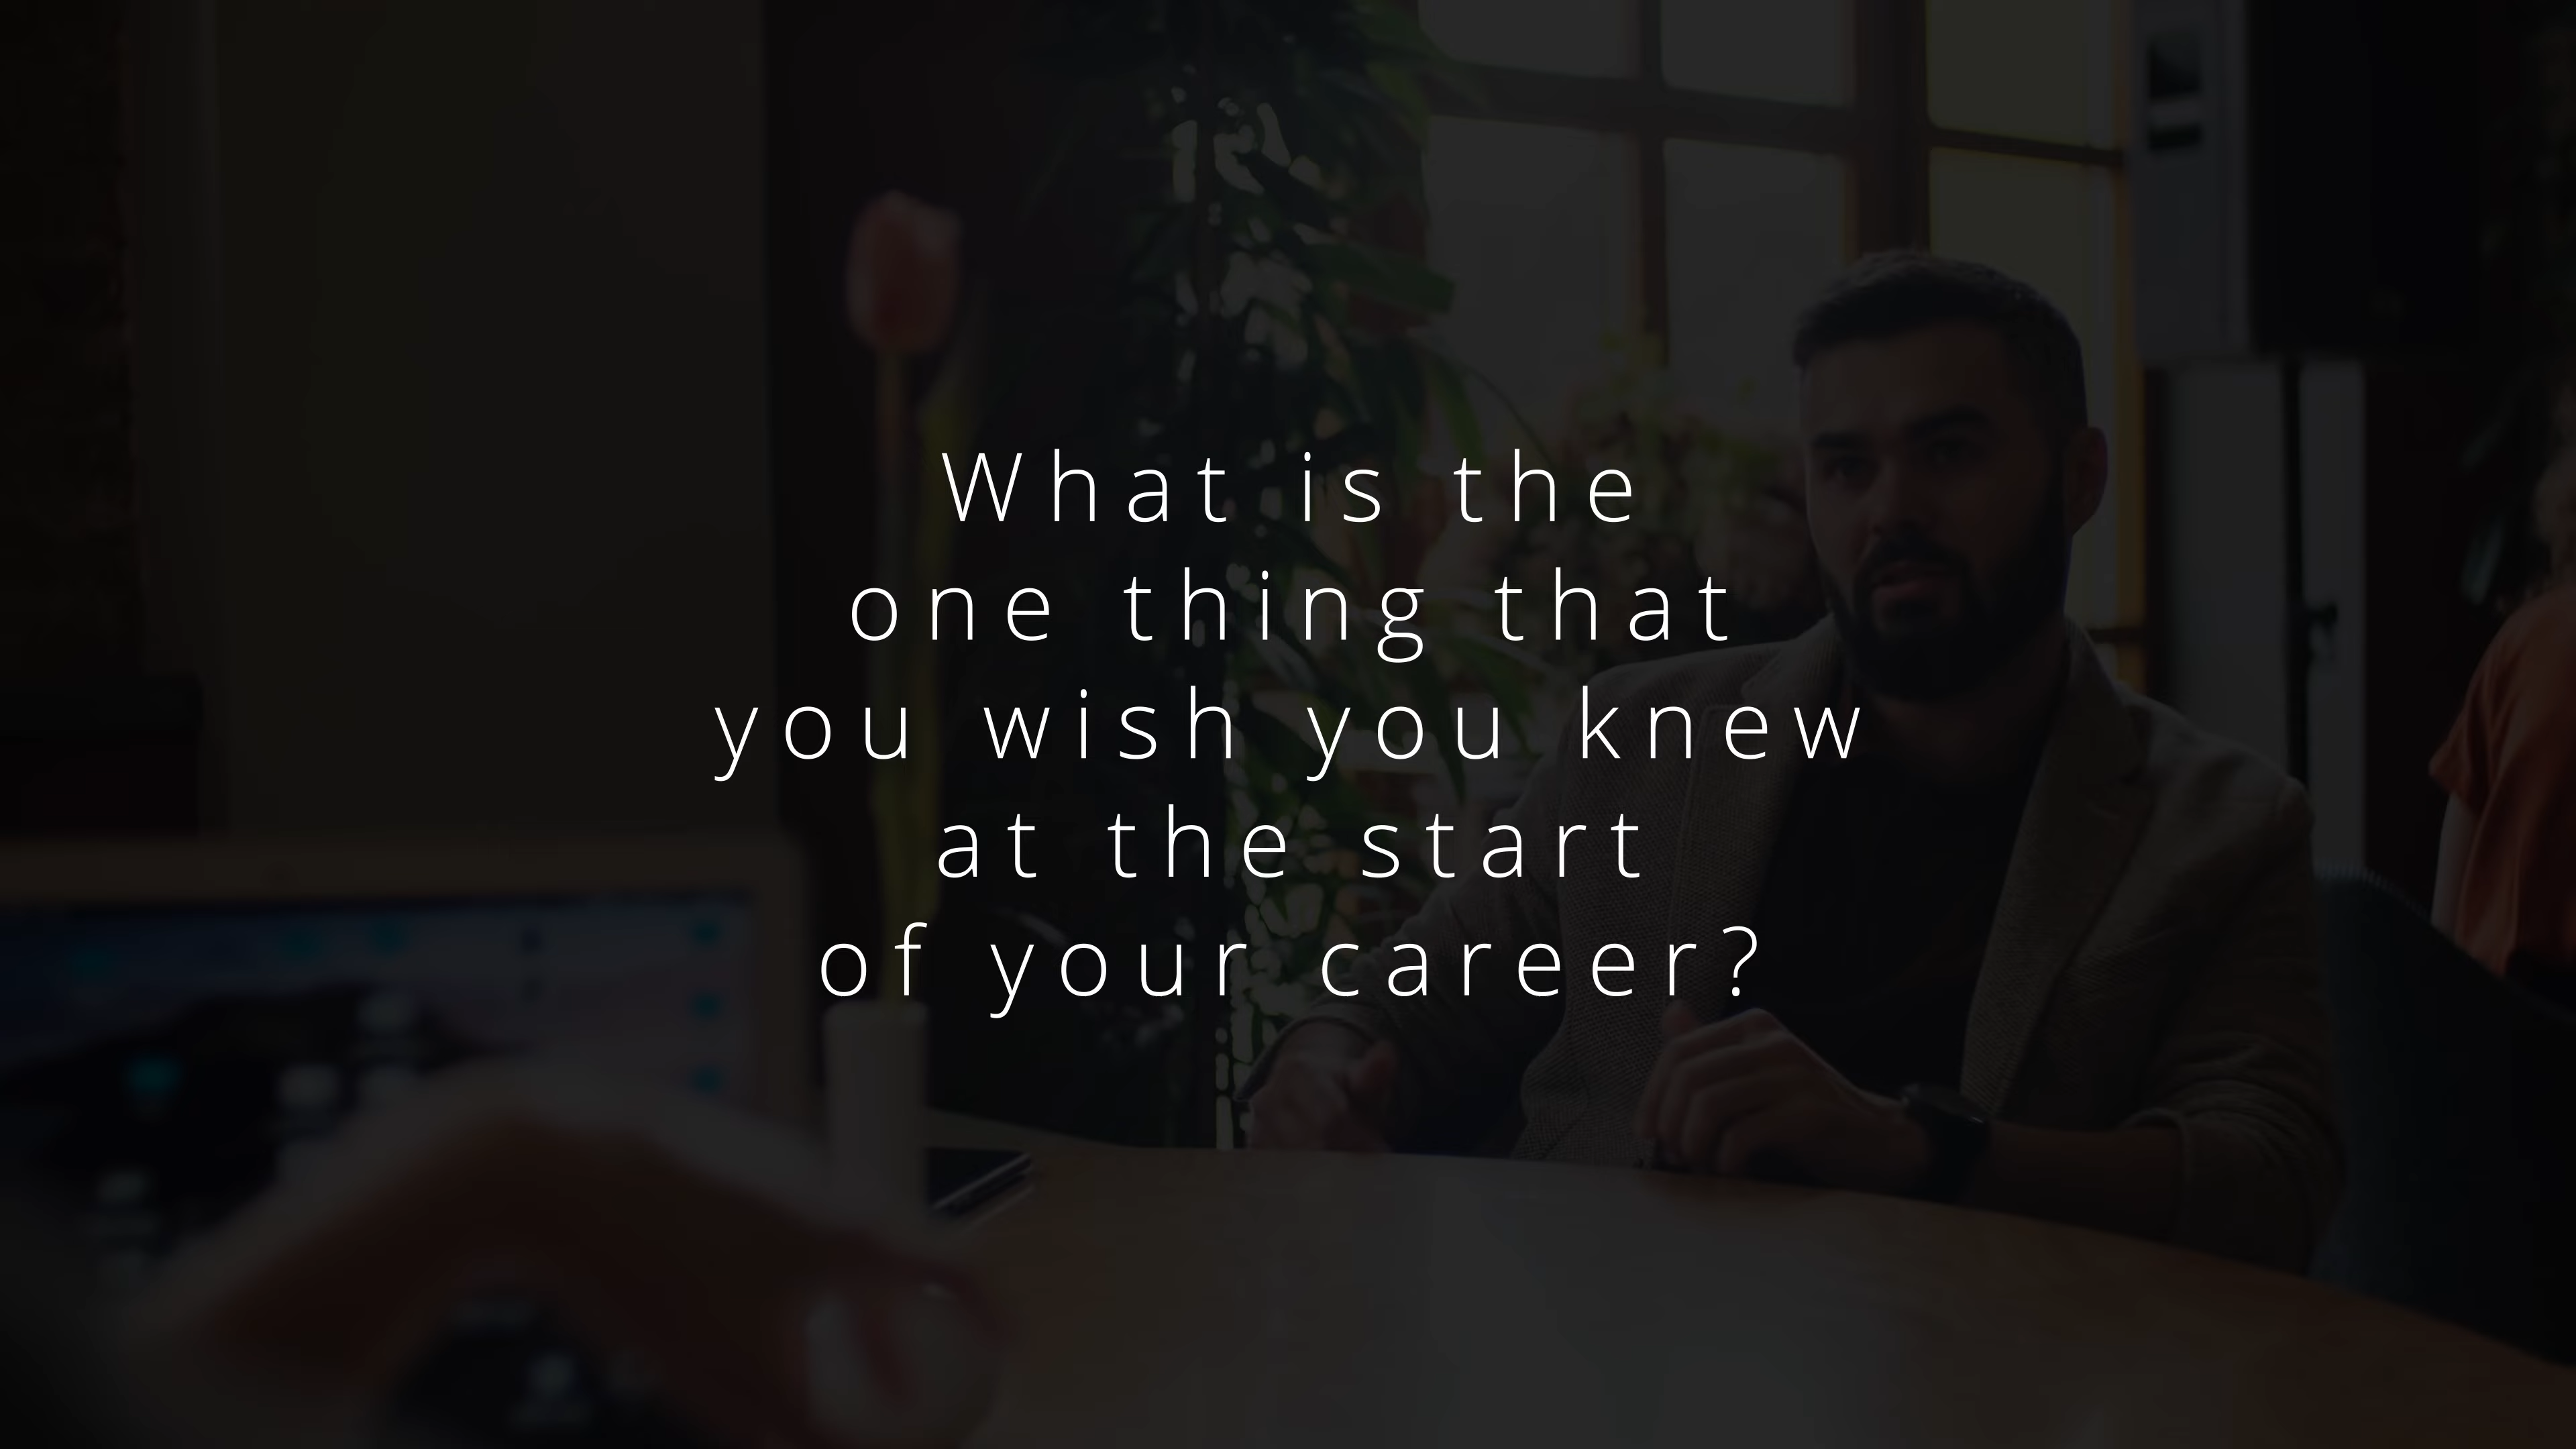 What is the
one thing that
you wish you knew
at the start
of your career?